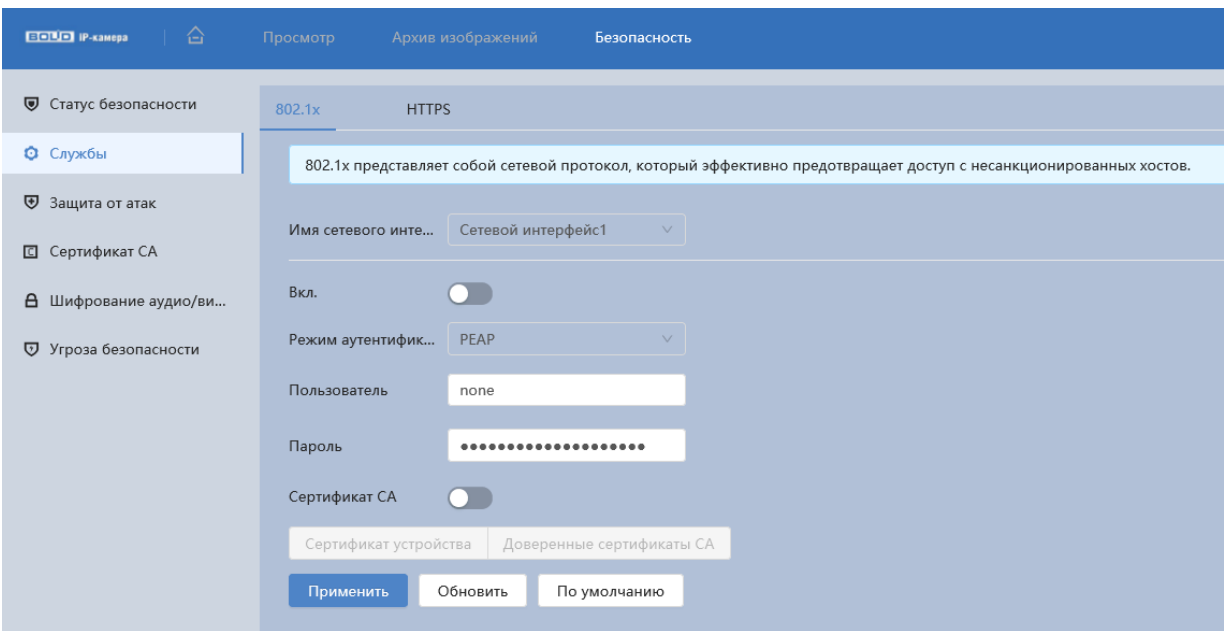 BOLID IP-камера
Просмотр
Архив изображений
Безопасность
Статус безопасности
Службы
Защита от атак
Сертификат CA
Шифрование аудио/ви...
Угроза безопасности
802.1x
HTTPS
802.1x представляет собой сетевой протокол, который эффективно предотвращает доступ с несанкционированных хостов.
Имя сетевого инте...
Сетевой интерфейс1
Вкл.
Режим аутентифик...
PEAP
Пользователь
none
Пароль
Сертификат CA
Сертификат устройства
Доверенные сертификаты CA
Применить
Обновить
По умолчанию